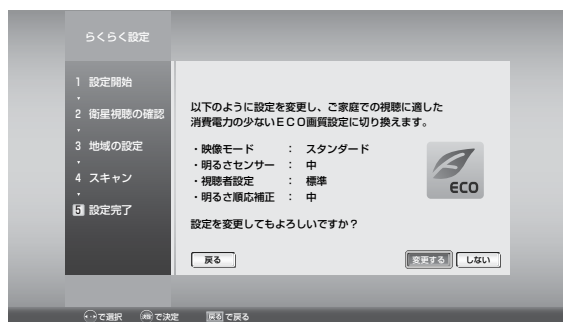 らくらく設定
1 設定開始
2 衛星視聴の確認
3 地域の設定
4 スキャン
5 設定完了
以下のように設定を変更し、ご家庭での視聴に適した
消費電力の少ないＥＣＯ画質設定に切り換えます。
・映像モード ： スタンダード
・明るさセンサー ： 中
・視聴者設定 ： 標準
・明るさ順応補正 ： 中
ECO
設定を変更してもよろしいですか？
戻る 変更する しない
で選択 決定 で決定 戻る で戻る